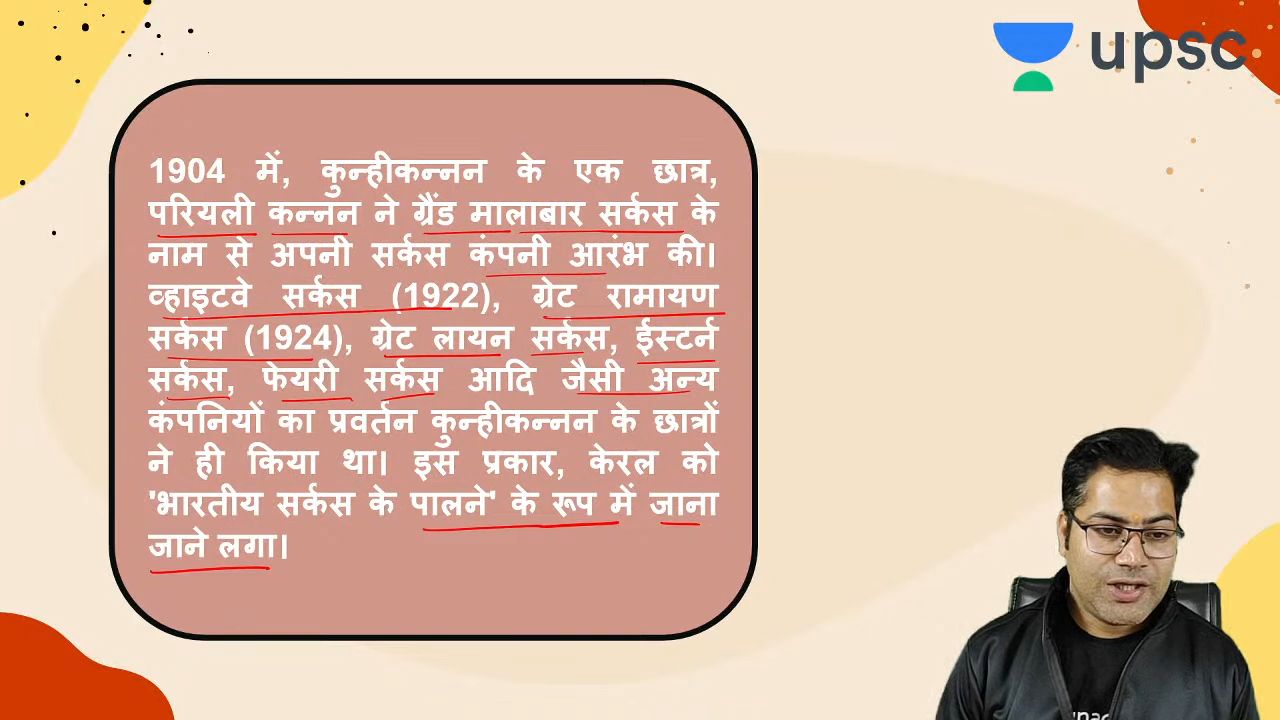 upsc
1904 में, कुन्हीकन्नन के एक छात्र,
परियली कन्नन ने ग्रैंड मालाबार सर्कस के
नाम से अपनी सर्कस कंपनी आरंभ की।
व्हाइटवे सर्कस (1922), ग्रेट रामायण
सर्कस (1924), ग्रेट लायन सर्कस, ईस्टर्न
सर्कस, फेयरी सर्कस आदि जैसी अन्य
कंपनियों का प्रवर्तन कुन्हीकन्नन के छात्रों
ने ही किया था। इस प्रकार, केरल को
'भारतीय सर्कस के पालने' के रूप में जाना
जाने लगा।